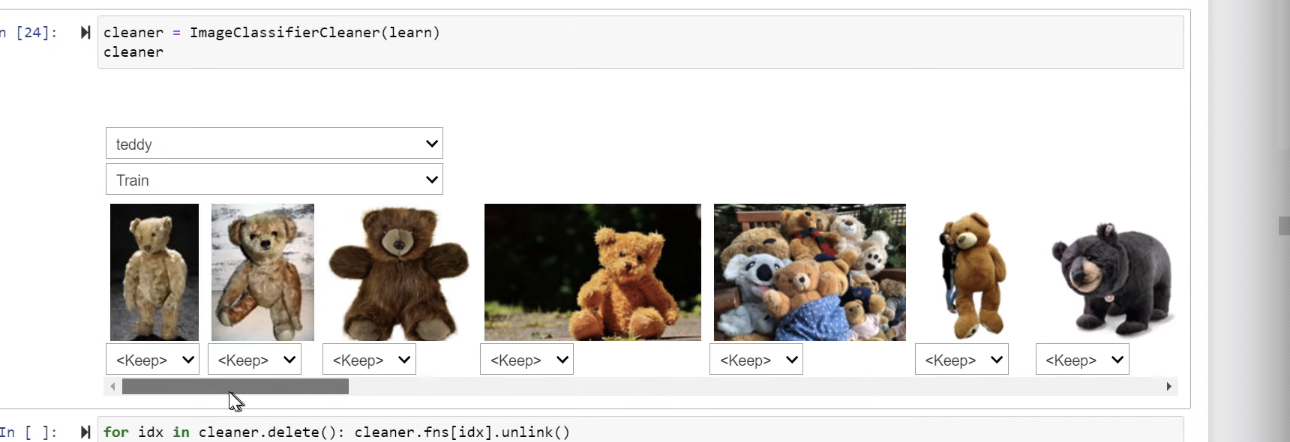 n [24]:
cleaner = ImageClassifierCleaner(learn)
cleaner
teddy
Train
<Keep> <Keep> <Keep> <Keep> <Keep> <Keep> <Keep>
In [ ]:
for idx in cleaner.delete(): cleaner.fns[idx].unlink()